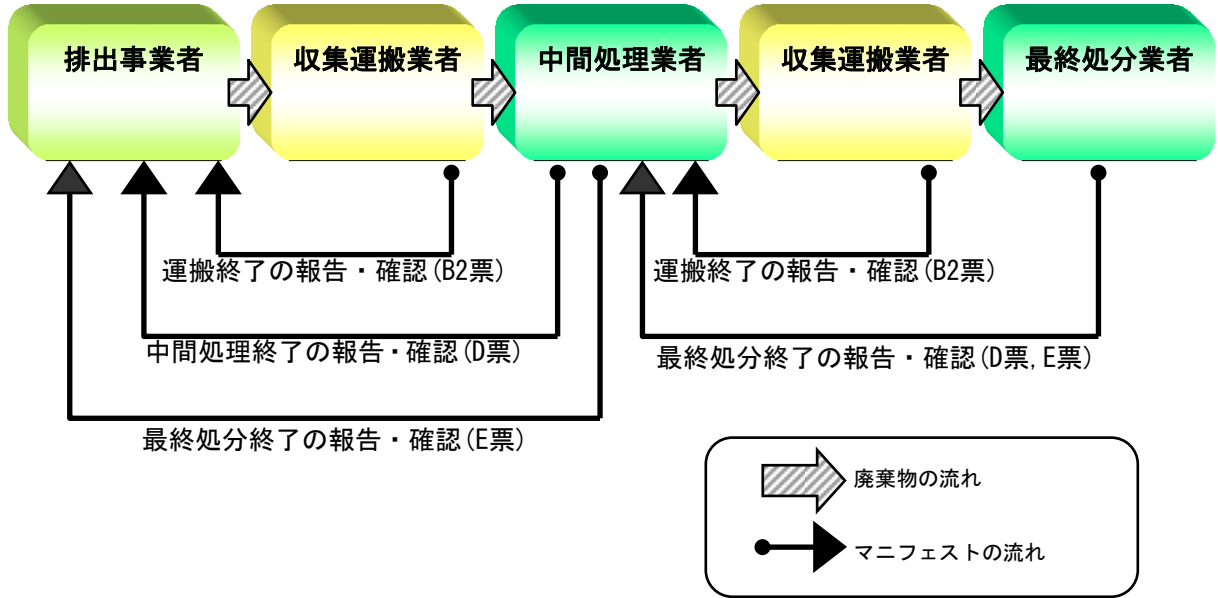 排出事業者
収集運搬業者
中間処理業者
収集運搬業者
最終処分業者
運搬終了の報告・確認(B2票)
運搬終了の報告・確認(B2票)
中間処理終了の報告・確認(D票)
最終処分終了の報告・確認(D票,E票)
最終処分終了の報告・確認(E票)
廃棄物の流れ
マニフェストの流れ